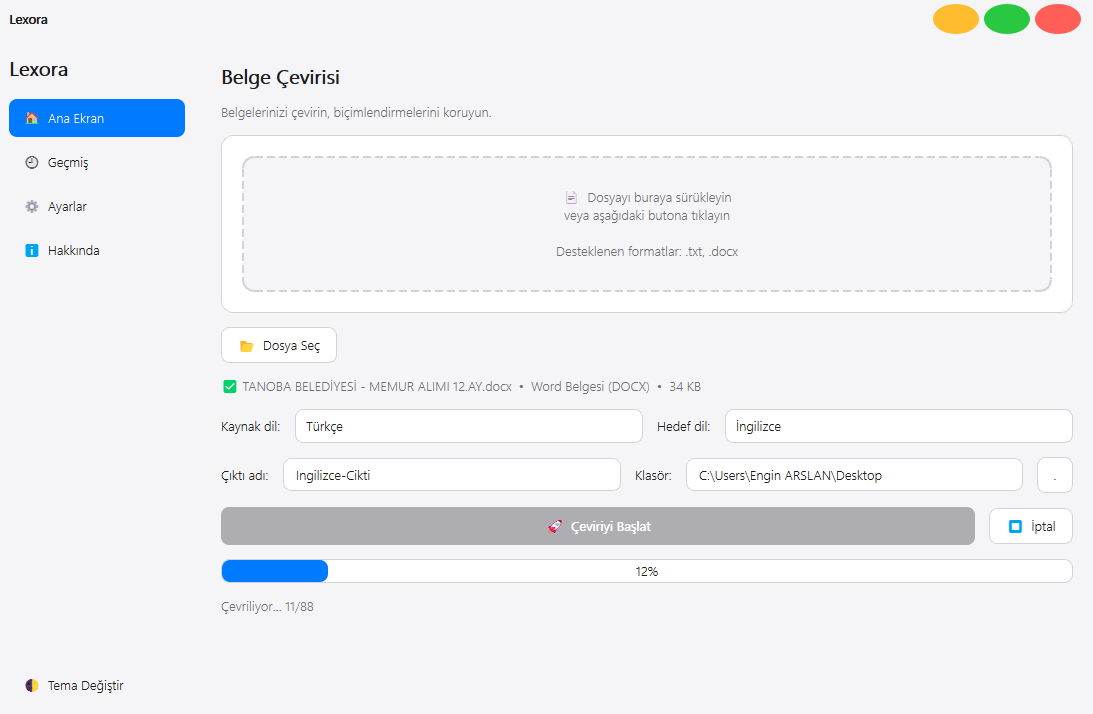 Lexora
Lexora
Ana Ekran
Geçmiş
Ayarlar
Hakkında
Tema Değiştir
Belge Çevirisi
Belgelerinizi çevirin, biçimlendirmelerini koruyun.
Dosyayı buraya sürükleyin
veya aşağıdaki butona tıklayın
Desteklenen formatlar: .txt, .docx
Dosya Seç
TANOBA BELEDİYESİ - MEMUR ALIMI 12.AY.docx • Word Belgesi (DOCX) • 34 KB
Kaynak dil: Türkçe Hedef dil: İngilizce
Çıktı adı: Ingilizce-Cikti Klasör: C:\Users\Engin ARSLAN\Desktop .
Çeviriyi Başlat İptal
12%
Çevriliyor... 11/88